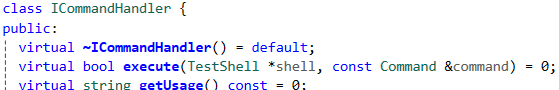 class ICommandHandler {
public:
virtual ~ICommandHandler() = default;
virtual bool execute(TestShell *shell, const Command &command) = 0;
virtual string getUsage() const = 0;